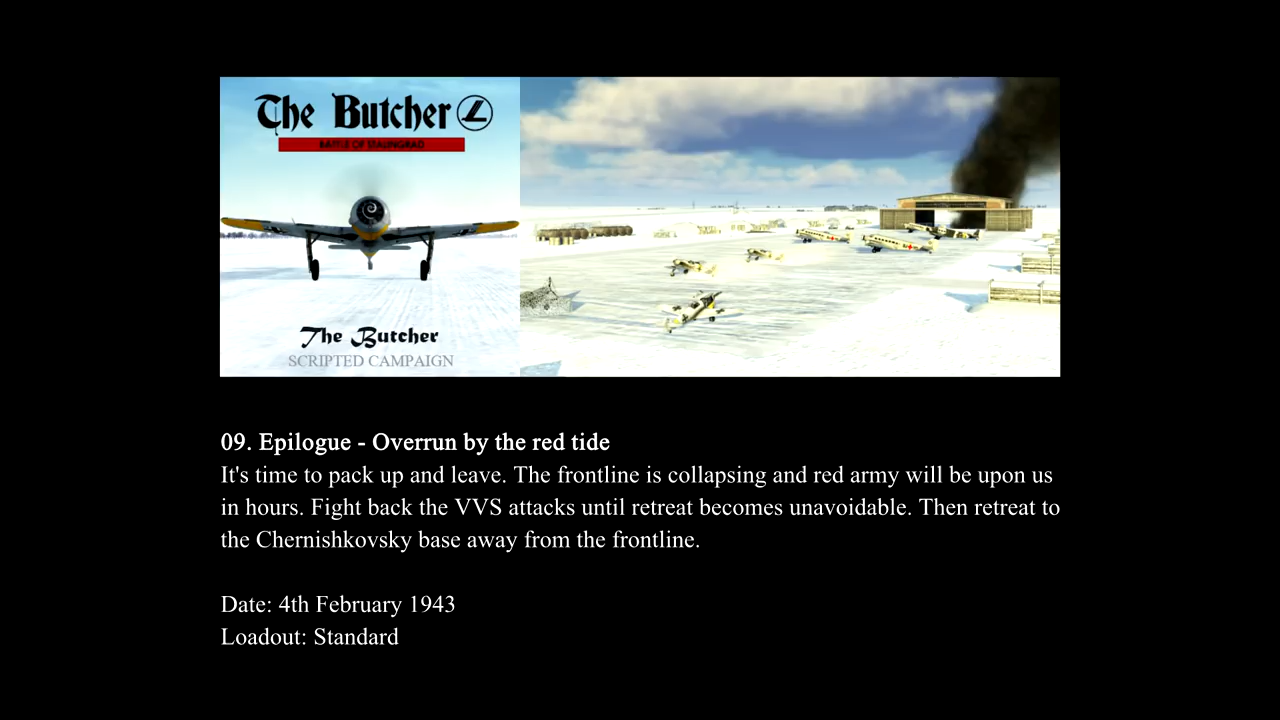 The Butcher L
BATTLE OF STALINGRAD
The Butcher
SCRIPTED CAMPAIGN
09. Epilogue - Overrun by the red tide
It's time to pack up and leave. The frontline is collapsing and red army will be upon us
in hours. Fight back the VVS attacks until retreat becomes unavoidable. Then retreat to
the Chernishkovsky base away from the frontline.
Date: 4th February 1943
Loadout: Standard